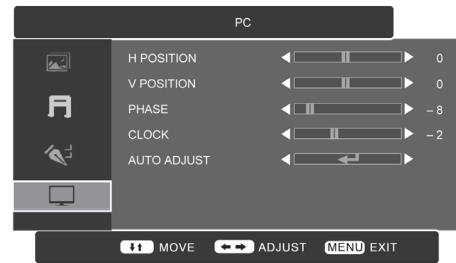 PC
H POSITION 0
V POSITION 0
PHASE – 8
CLOCK – 2
AUTO ADJUST
MOVE ADJUST MENU EXIT